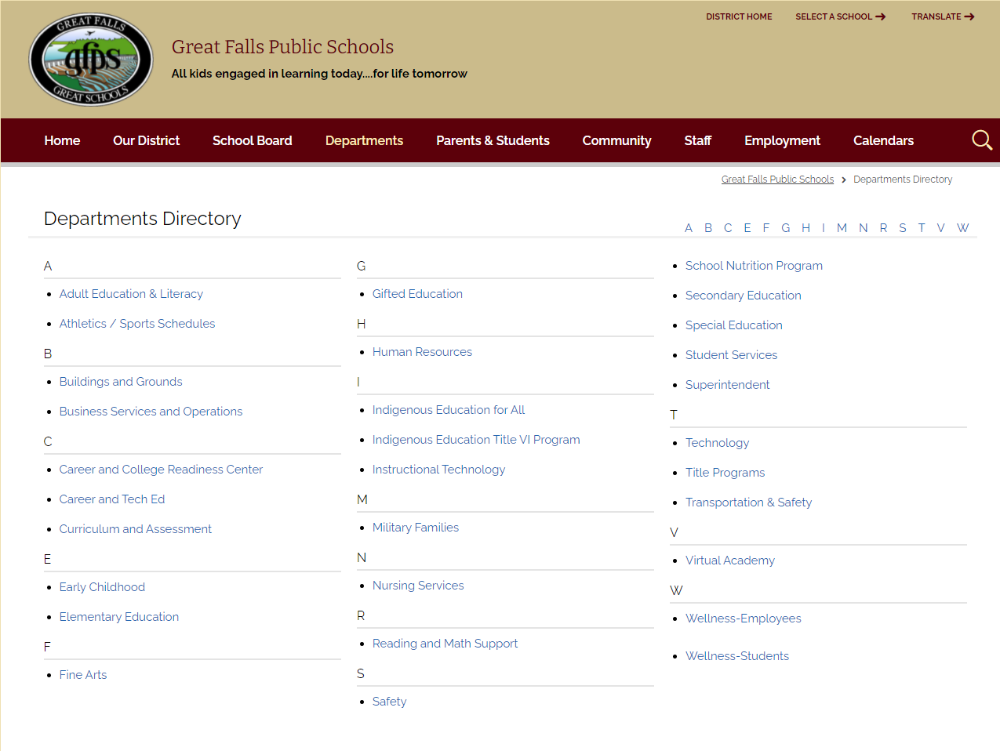 GREAT FALLS
gfps
GREAT SCHOOLS
Great Falls Public Schools
All kids engaged in learning today....for life tomorrow
DISTRICT HOME SELECT A SCHOOL TRANSLATE
Home Our District School Board Departments Parents & Students Community Staff Employment Calendars
Great Falls Public Schools Departments Directory
Departments Directory
A B C E F G H I M N R S T V W
A
Adult Education & Literacy
Athletics / Sports Schedules
B
Buildings and Grounds
Business Services and Operations
C
Career and College Readiness Center
Career and Tech Ed
Curriculum and Assessment
E
Early Childhood
Elementary Education
F
Fine Arts
G
Gifted Education
H
Human Resources
I
Indigenous Education for All
Indigenous Education Title VI Program
Instructional Technology
M
Military Families
N
Nursing Services
R
Reading and Math Support
S
Safety
School Nutrition Program
Secondary Education
Special Education
Student Services
Superintendent
T
Technology
Title Programs
Transportation & Safety
V
Virtual Academy
W
Wellness-Employees
Wellness-Students